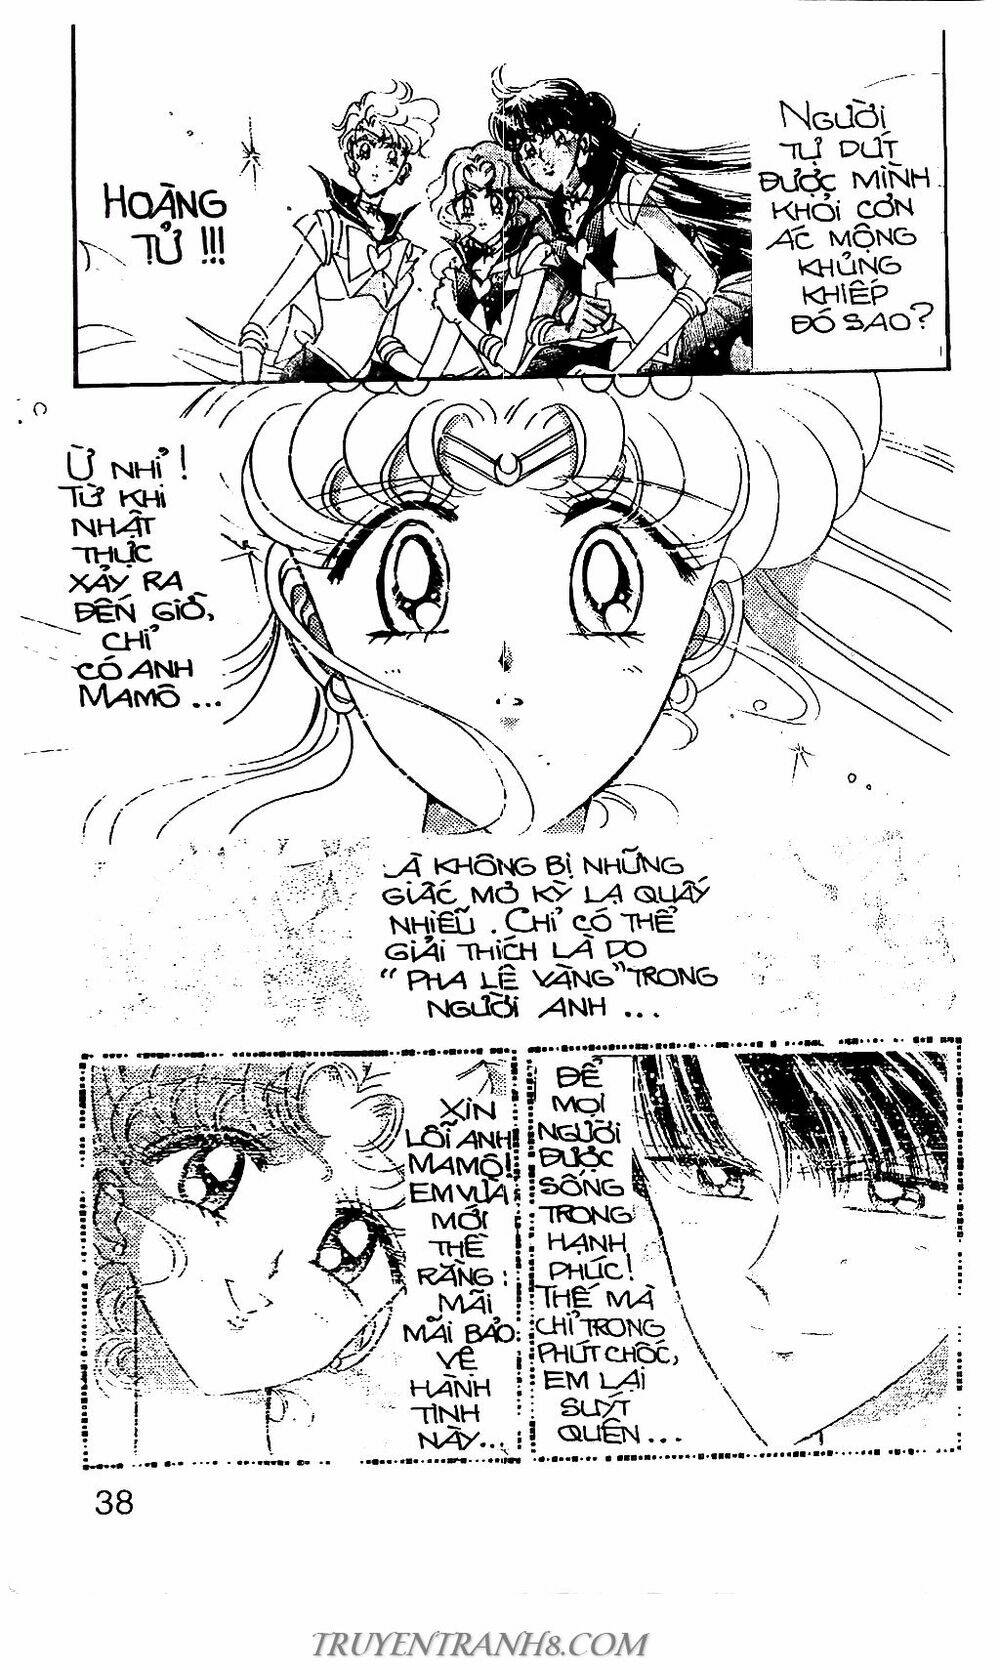 HOÀNG
TỬ !!!
NGƯỜI
TỰ DỨT
ĐƯỢC MÌNH
KHỎI CƠN
ÁC MỘNG
KHỦNG
KHIẾP
ĐÓ SAO?
Ừ NHỈ!
TỪ KHI
NHẬT
THỰC
XẢY RA
ĐẾN GIỜ,
CHỈ
CÓ ANH
MAMÔ...
À KHÔNG BỊ NHỮNG
GIẤC MƠ KỲ LẠ QUẤY
NHIỄU. CHỈ CÓ THỂ
GIẢI THÍCH LÀ DO
"PHA LÊ VÀNG" TRONG
NGƯỜI ANH...
XIN
LỖI ANH
MAMÔ!
EM VỪA
MỚI
THỀ
RẰNG:
MÃI
MÃI BẢO
VỆ
HÀNH
TINH
NÀY...
ĐỂ
MỌI
NGƯỜI
ĐƯỢC
SỐNG
TRONG
HẠNH
PHÚC!
THẾ MÀ
CHỈ TRONG
PHÚT CHỐC,
EM LẠI
SUÝT
QUÊN...
38
TRUYENTRANH8.COM